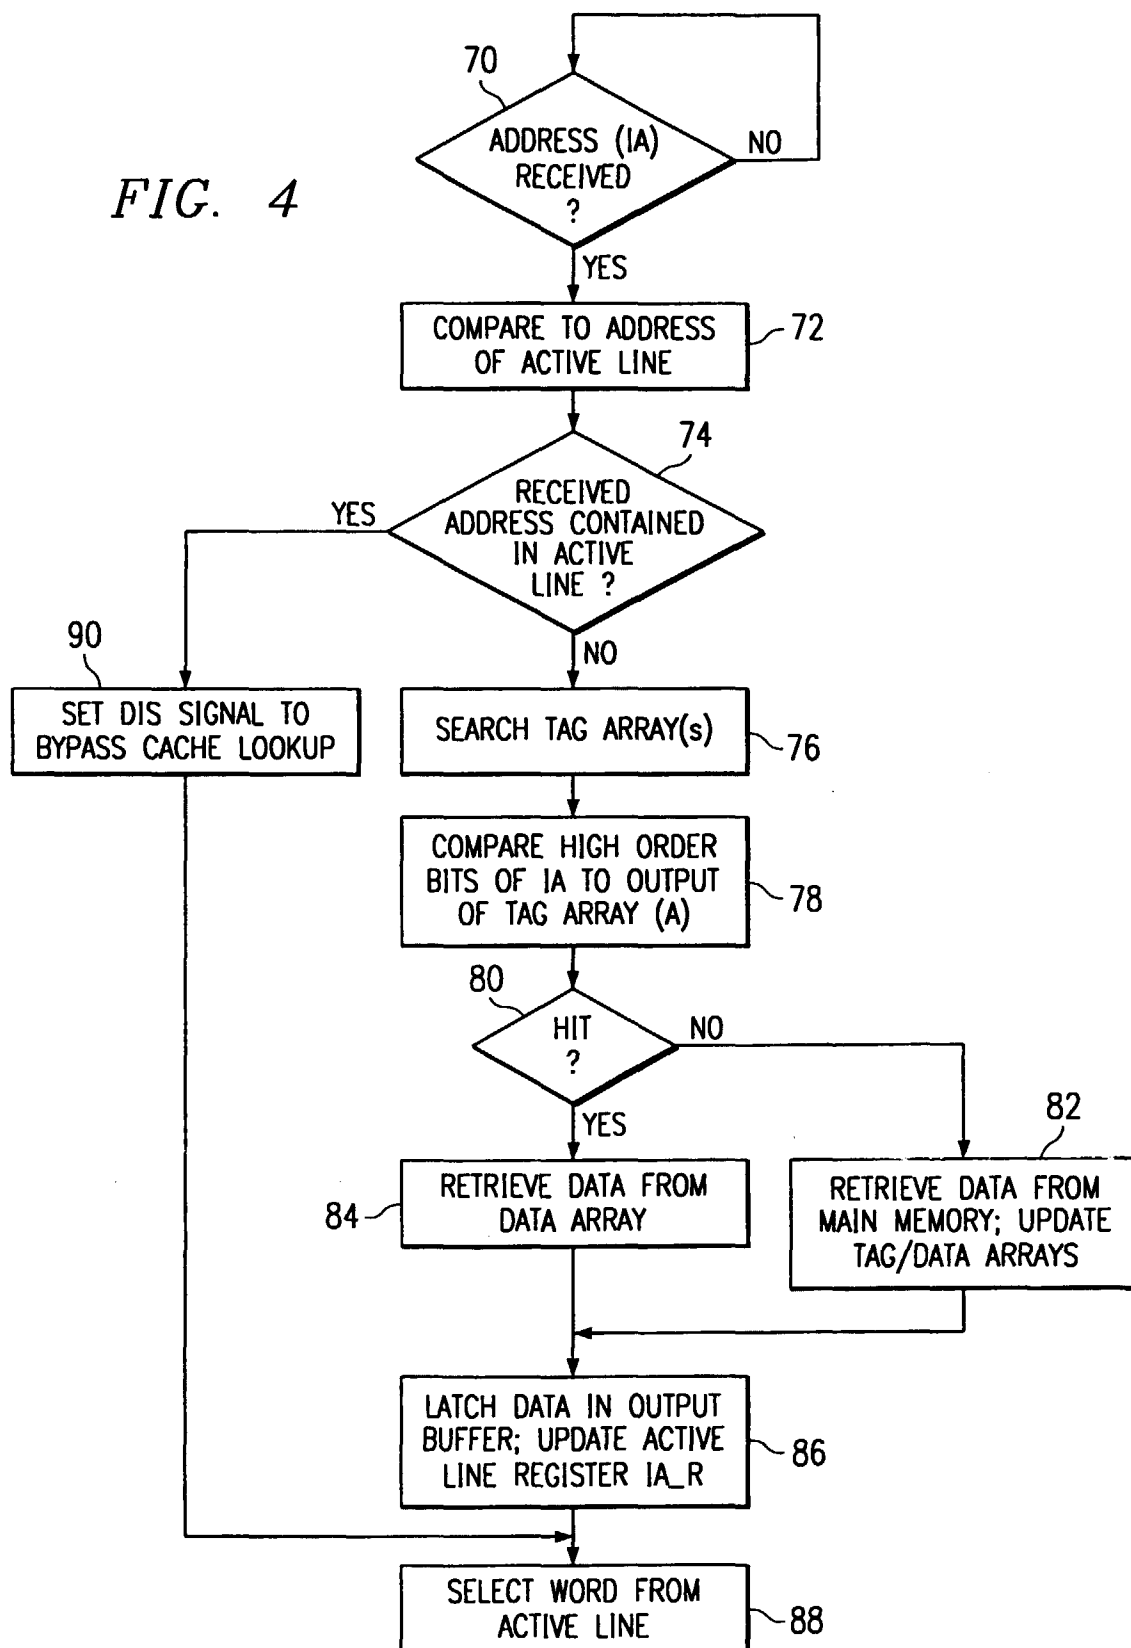 FIG. 4
70
ADDRESS (IA)
RECEIVED
?
NO
YES
COMPARE TO ADDRESS
OF ACTIVE LINE
72
74
RECEIVED
ADDRESS CONTAINED
IN ACTIVE
LINE ?
YES
NO
90
SET DIS SIGNAL TO
BYPASS CACHE LOOKUP
SEARCH TAG ARRAY(s)
76
COMPARE HIGH ORDER
BITS OF IA TO OUTPUT
OF TAG ARRAY (A)
78
80
HIT
?
NO
YES
82
RETRIEVE DATA FROM
DATA ARRAY
84
RETRIEVE DATA FROM
MAIN MEMORY; UPDATE
TAG/DATA ARRAYS
LATCH DATA IN OUTPUT
BUFFER; UPDATE ACTIVE
LINE REGISTER IA_R
86
SELECT WORD FROM
ACTIVE LINE
88